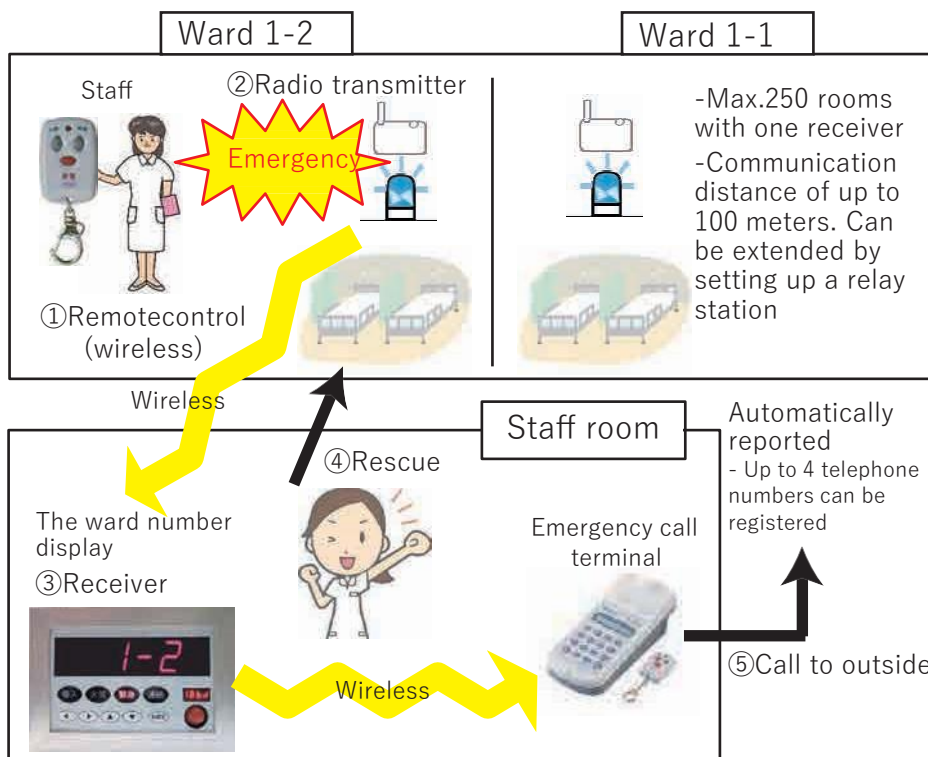 Ward 1-2
Ward 1-1
Staff
②Radio transmitter
Emergency
①Remotecontrol
(wireless)
-Max.250 rooms
with one receiver
-Communication
distance of up to
100 meters. Can
be extended by
setting up a relay
station
Wireless
Staff room
④Rescue
The ward number
display
③Receiver
1-2
Wireless
Emergency call
terminal
Automatically
reported
- Up to 4 telephone
numbers can be
registered
⑤Call to outside